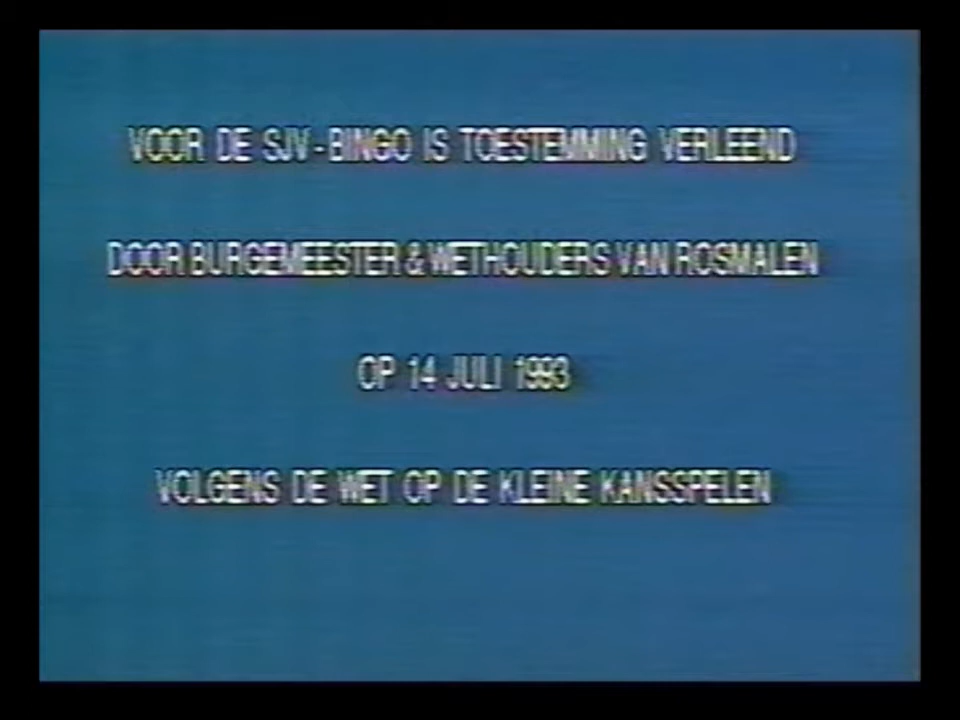 VOOR DE SJV-BINGO IS TOESTEMMING VERLEEND
DOOR BURGEMEESTER & WETHOUDERS VAN ROSMALEN
OP 14 JULI 1993
VOLGENS DE WET OP DE KLEINE KANSSPELEN